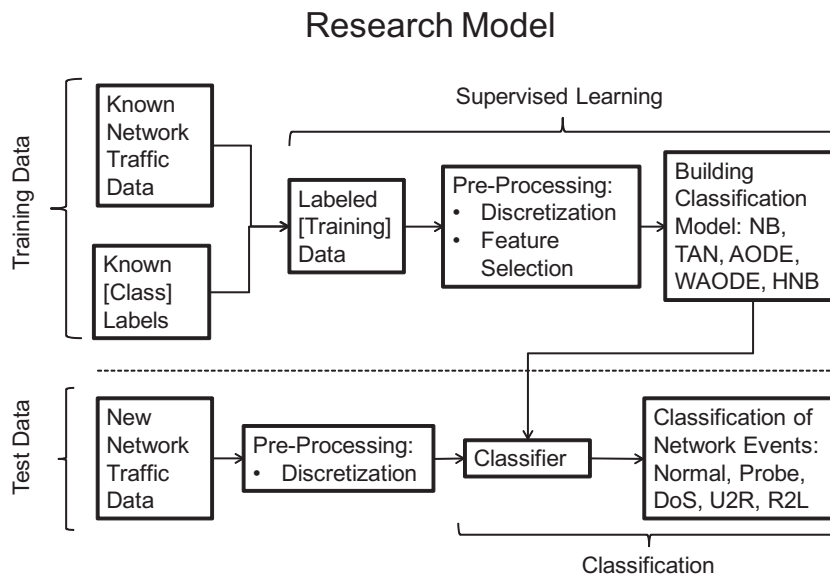 Research Model
Training Data
Known
Network
Traffic
Data
Known
[Class]
Labels
Supervised Learning
Labeled
[Training]
Data
Pre-Processing:
• Discretization
• Feature
Selection
Building
Classification
Model: NB,
TAN, AODE,
WAODE, HNB
Test Data
New
Network
Traffic
Data
Pre-Processing:
• Discretization
Classifier
Classification of
Network Events:
Normal, Probe,
DoS, U2R, R2L
Classification